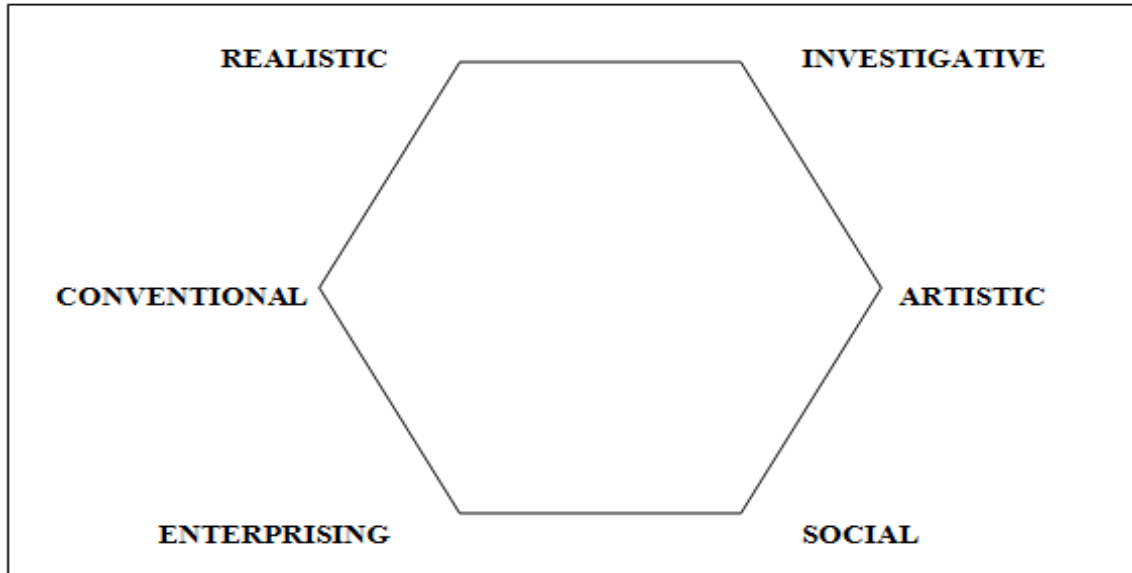 REALISTIC INVESTIGATIVE
CONVENTIONAL ARTISTIC
ENTERPRISING SOCIAL